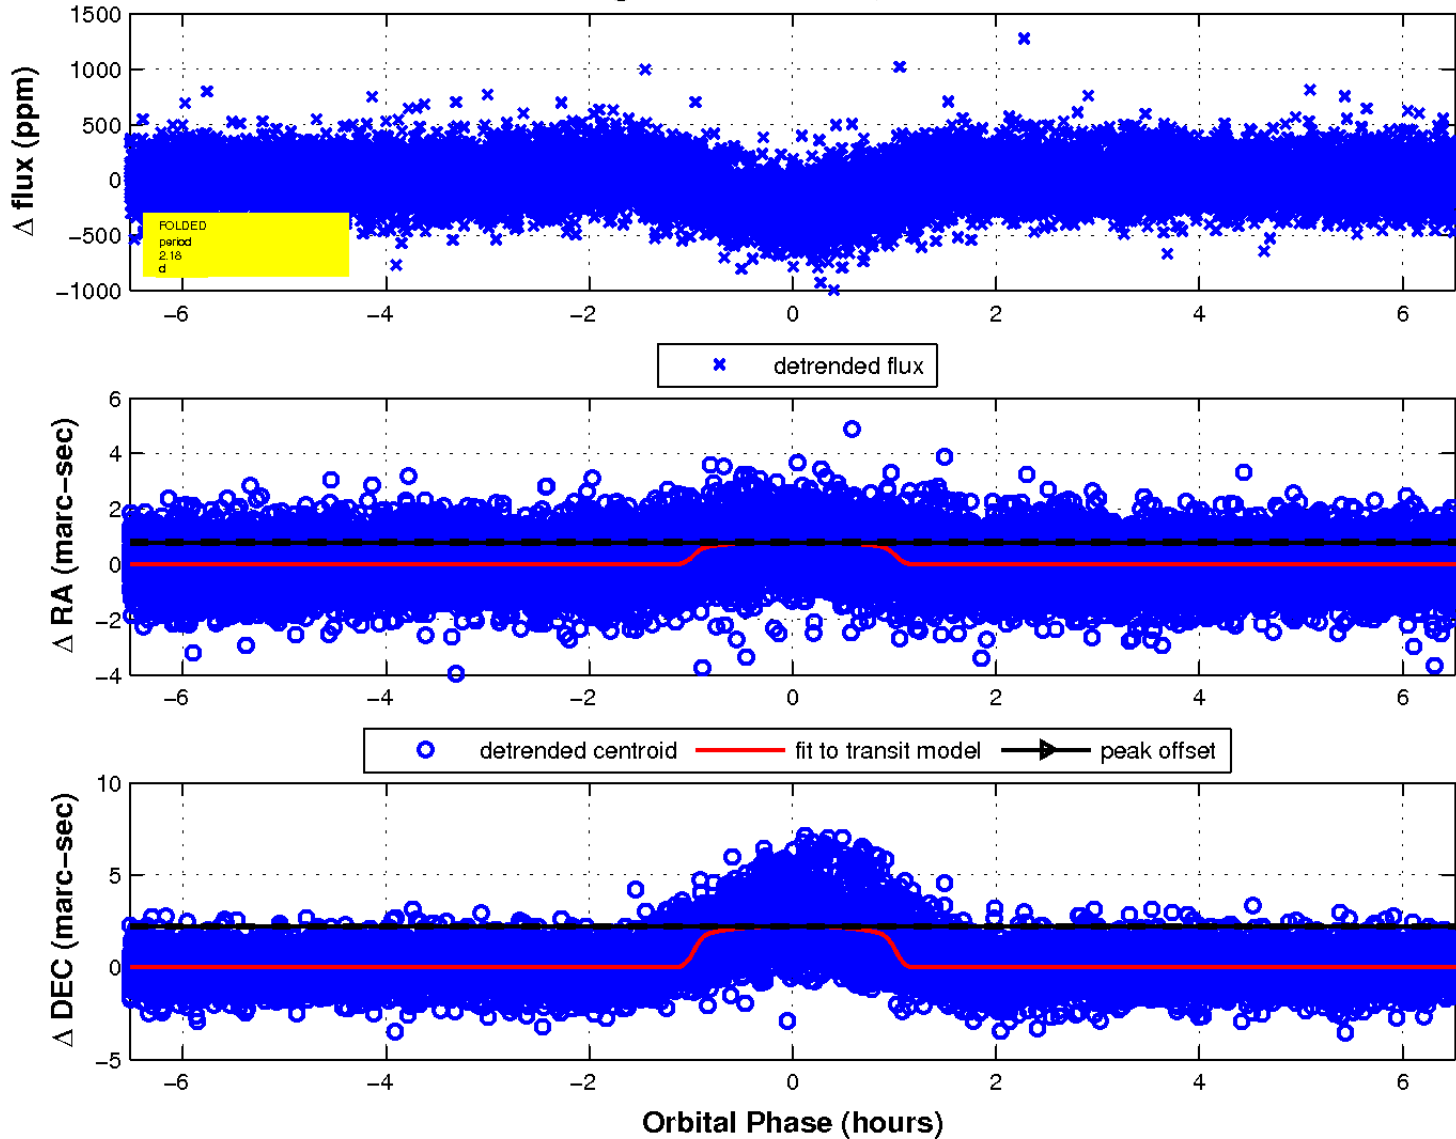 1500
1000
500
0
−500
−1000
Δ flux (ppm)
FOLDED
period
2.18
d
−6 −4 −2 0 2 4 6
detrended flux
6
4
2
0
−2
−4
Δ RA (marc−sec)
−6 −4 −2 0 2 4 6
detrended centroid fit to transit model peak offset
10
5
0
−5
Δ DEC (marc−sec)
−6 −4 −2 0 2 4 6
Orbital Phase (hours)